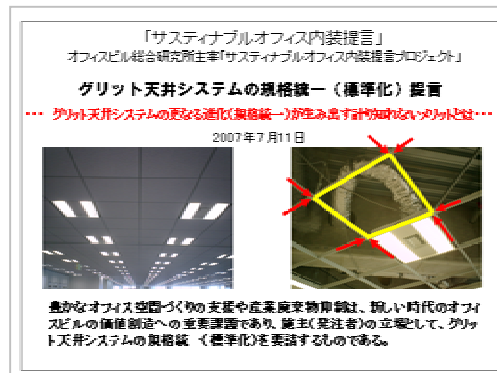 「サスティナブルオフィス内装提言」
オフィスビル総合研究所主宰「サスティナブルオフィス内装提言プロジェクト」
グリット天井システムの規格統一（標準化）提言
･･･ グリット天井システムの更なる進化（規格統一）が生み出す計り知れないメリットとは ･･･
2007年7月11日
豊かなオフィス空間づくりの支援や産業廃棄物抑制は、新しい時代のオフィ
スビルの価値創造への重要課題であり、施主（発注者）の立場として、グリッ
ト天井システムの規格統一（標準化）を要請するものである。